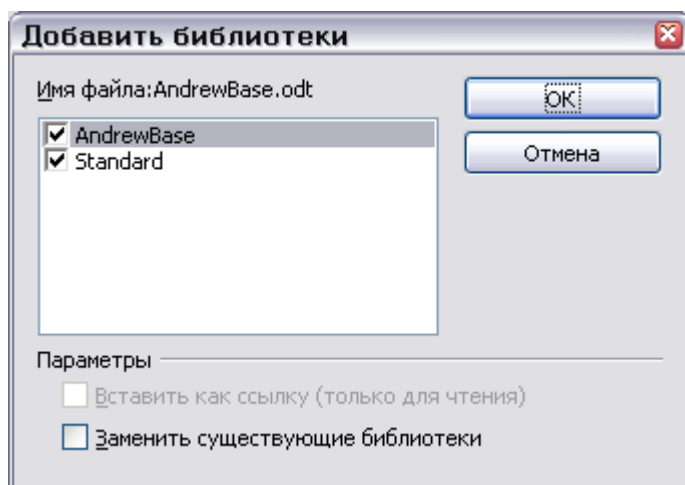 Добавить библиотеки
Имя файла:AndrewBase.odt
OK
AndrewBase
Отмена
Standard
Параметры
Вставить как ссылку (только для чтения)
Заменить существующие библиотеки